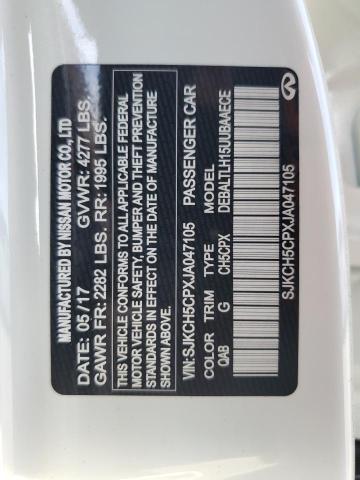 MANUFACTURED BY NISSAN MOTOR CO., LTD
DATE: 05/17 GVWR: 4277 LBS.
GAWR FR: 2282 LBS. RR: 1995 LBS.
THIS VEHICLE CONFORMS TO ALL APPLICABLE FEDERAL
MOTOR VEHICLE SAFETY, BUMPER AND THEFT PREVENTION
STANDARDS IN EFFECT ON THE DATE OF MANUFACTURE
SHOWN ABOVE.
VIN: SJKCH5CPXJA047105 PASSENGER CAR
COLOR TRIM TYPE MODEL
QAB G CH5CPX DEBALTLH15UUBAAECE
SJKCH5CPXJA047105